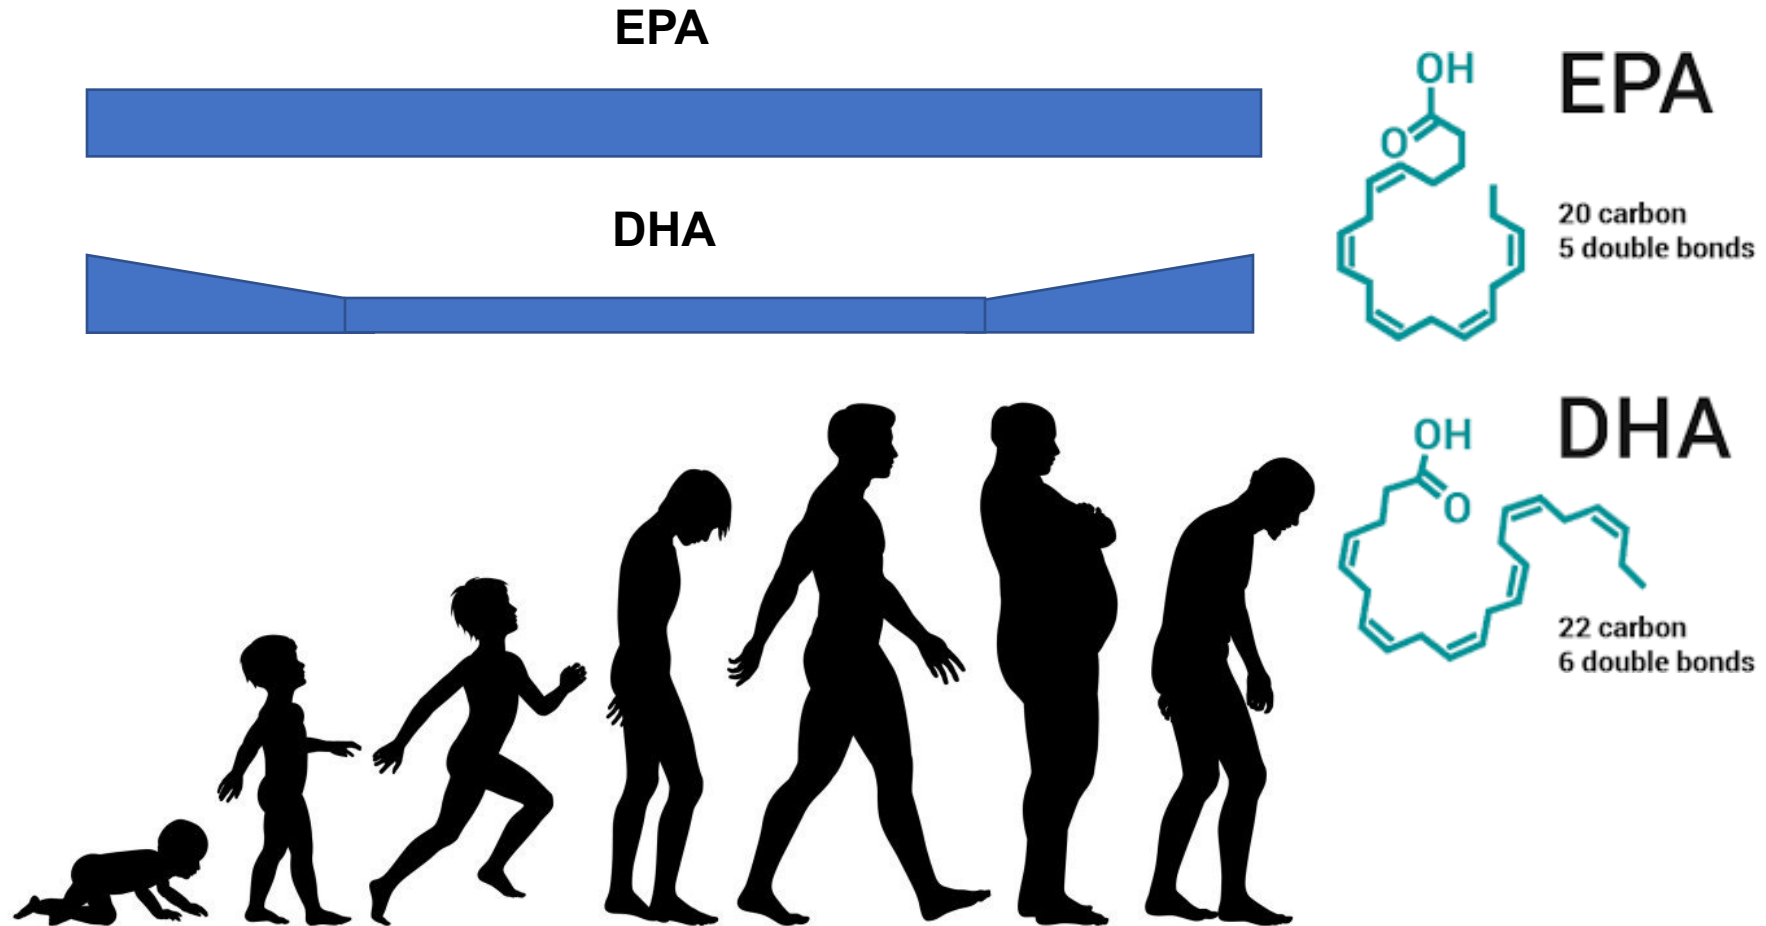 EPA
DHA
OH
O
EPA
20 carbon
5 double bonds
OH
O
DHA
22 carbon
6 double bonds